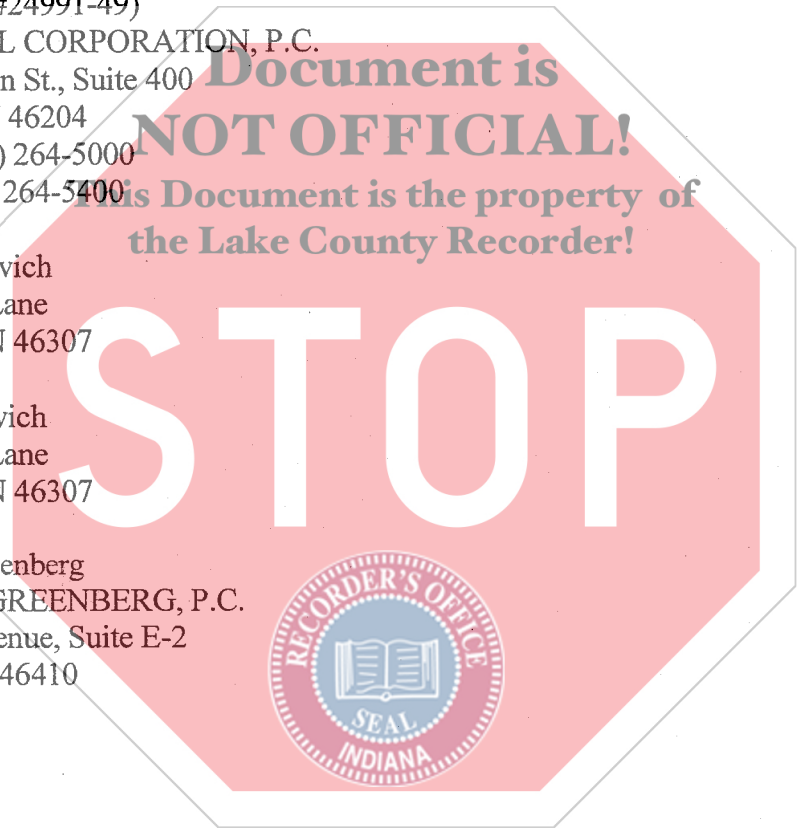 #24991-49)
L CORPORATION, P.C.
n St., Suite 400
46204
) 264-5000
264-5400
vich
Lane
N 46307
vich
Lane
N 46307
enberg
GREENBERG, P.C.
enue, Suite E-2
46410
Document is
NOT OFFICIAL!
This Document is the property of
the Lake County Recorder!
STOP
RECORDER'S OFFICE
SEAL
INDIANA